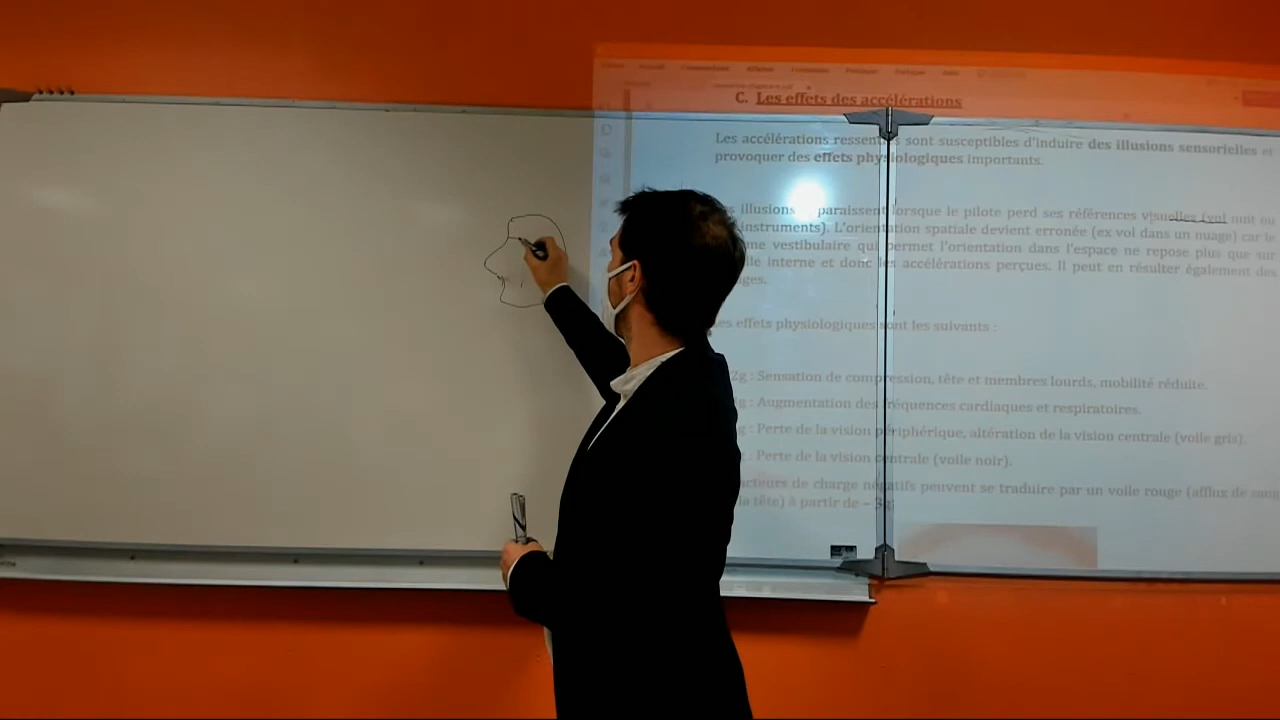 C. Les effets des accélérations
Les accélérations ressenties sont susceptibles d'induire des illusions sensorielles et
provoquer des effets physiologiques importants.
illusions paraissent lorsque le pilote perd ses références visuelles (vol nuit ou
instruments). L'orientation spatiale devient erronée (ex vol dans un nuage) car le
vestibulaire qui permet l'orientation dans l'espace ne repose plus que sur
interne et donc les accélérations perçues. Il peut en résulter également des
effets physiologiques sont les suivants :
2g : Sensation de compression, tête et membres lourds, mobilité réduite.
g : Augmentation des fréquences cardiaques et respiratoires.
g : Perte de la vision périphérique, altération de la vision centrale (voile gris).
: Perte de la vision centrale (voile noir).
acteurs de charge négatifs peuvent se traduire par un voile rouge (afflux de sang
la tête) à partir de – 3g